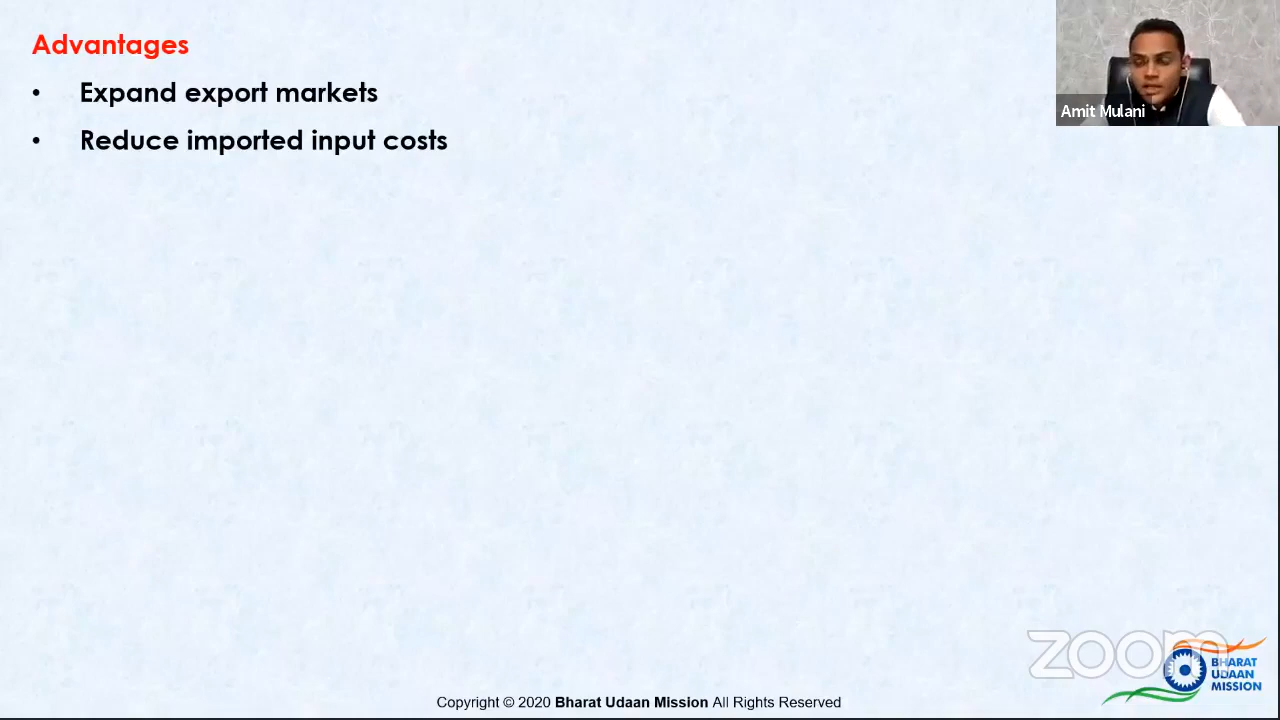 Advantages
• Expand export markets
• Reduce imported input costs
Amit Mulani
zoom
BHARAT
UDAAN
MISSION
Copyright © 2020 Bharat Udaan Mission All Rights Reserved